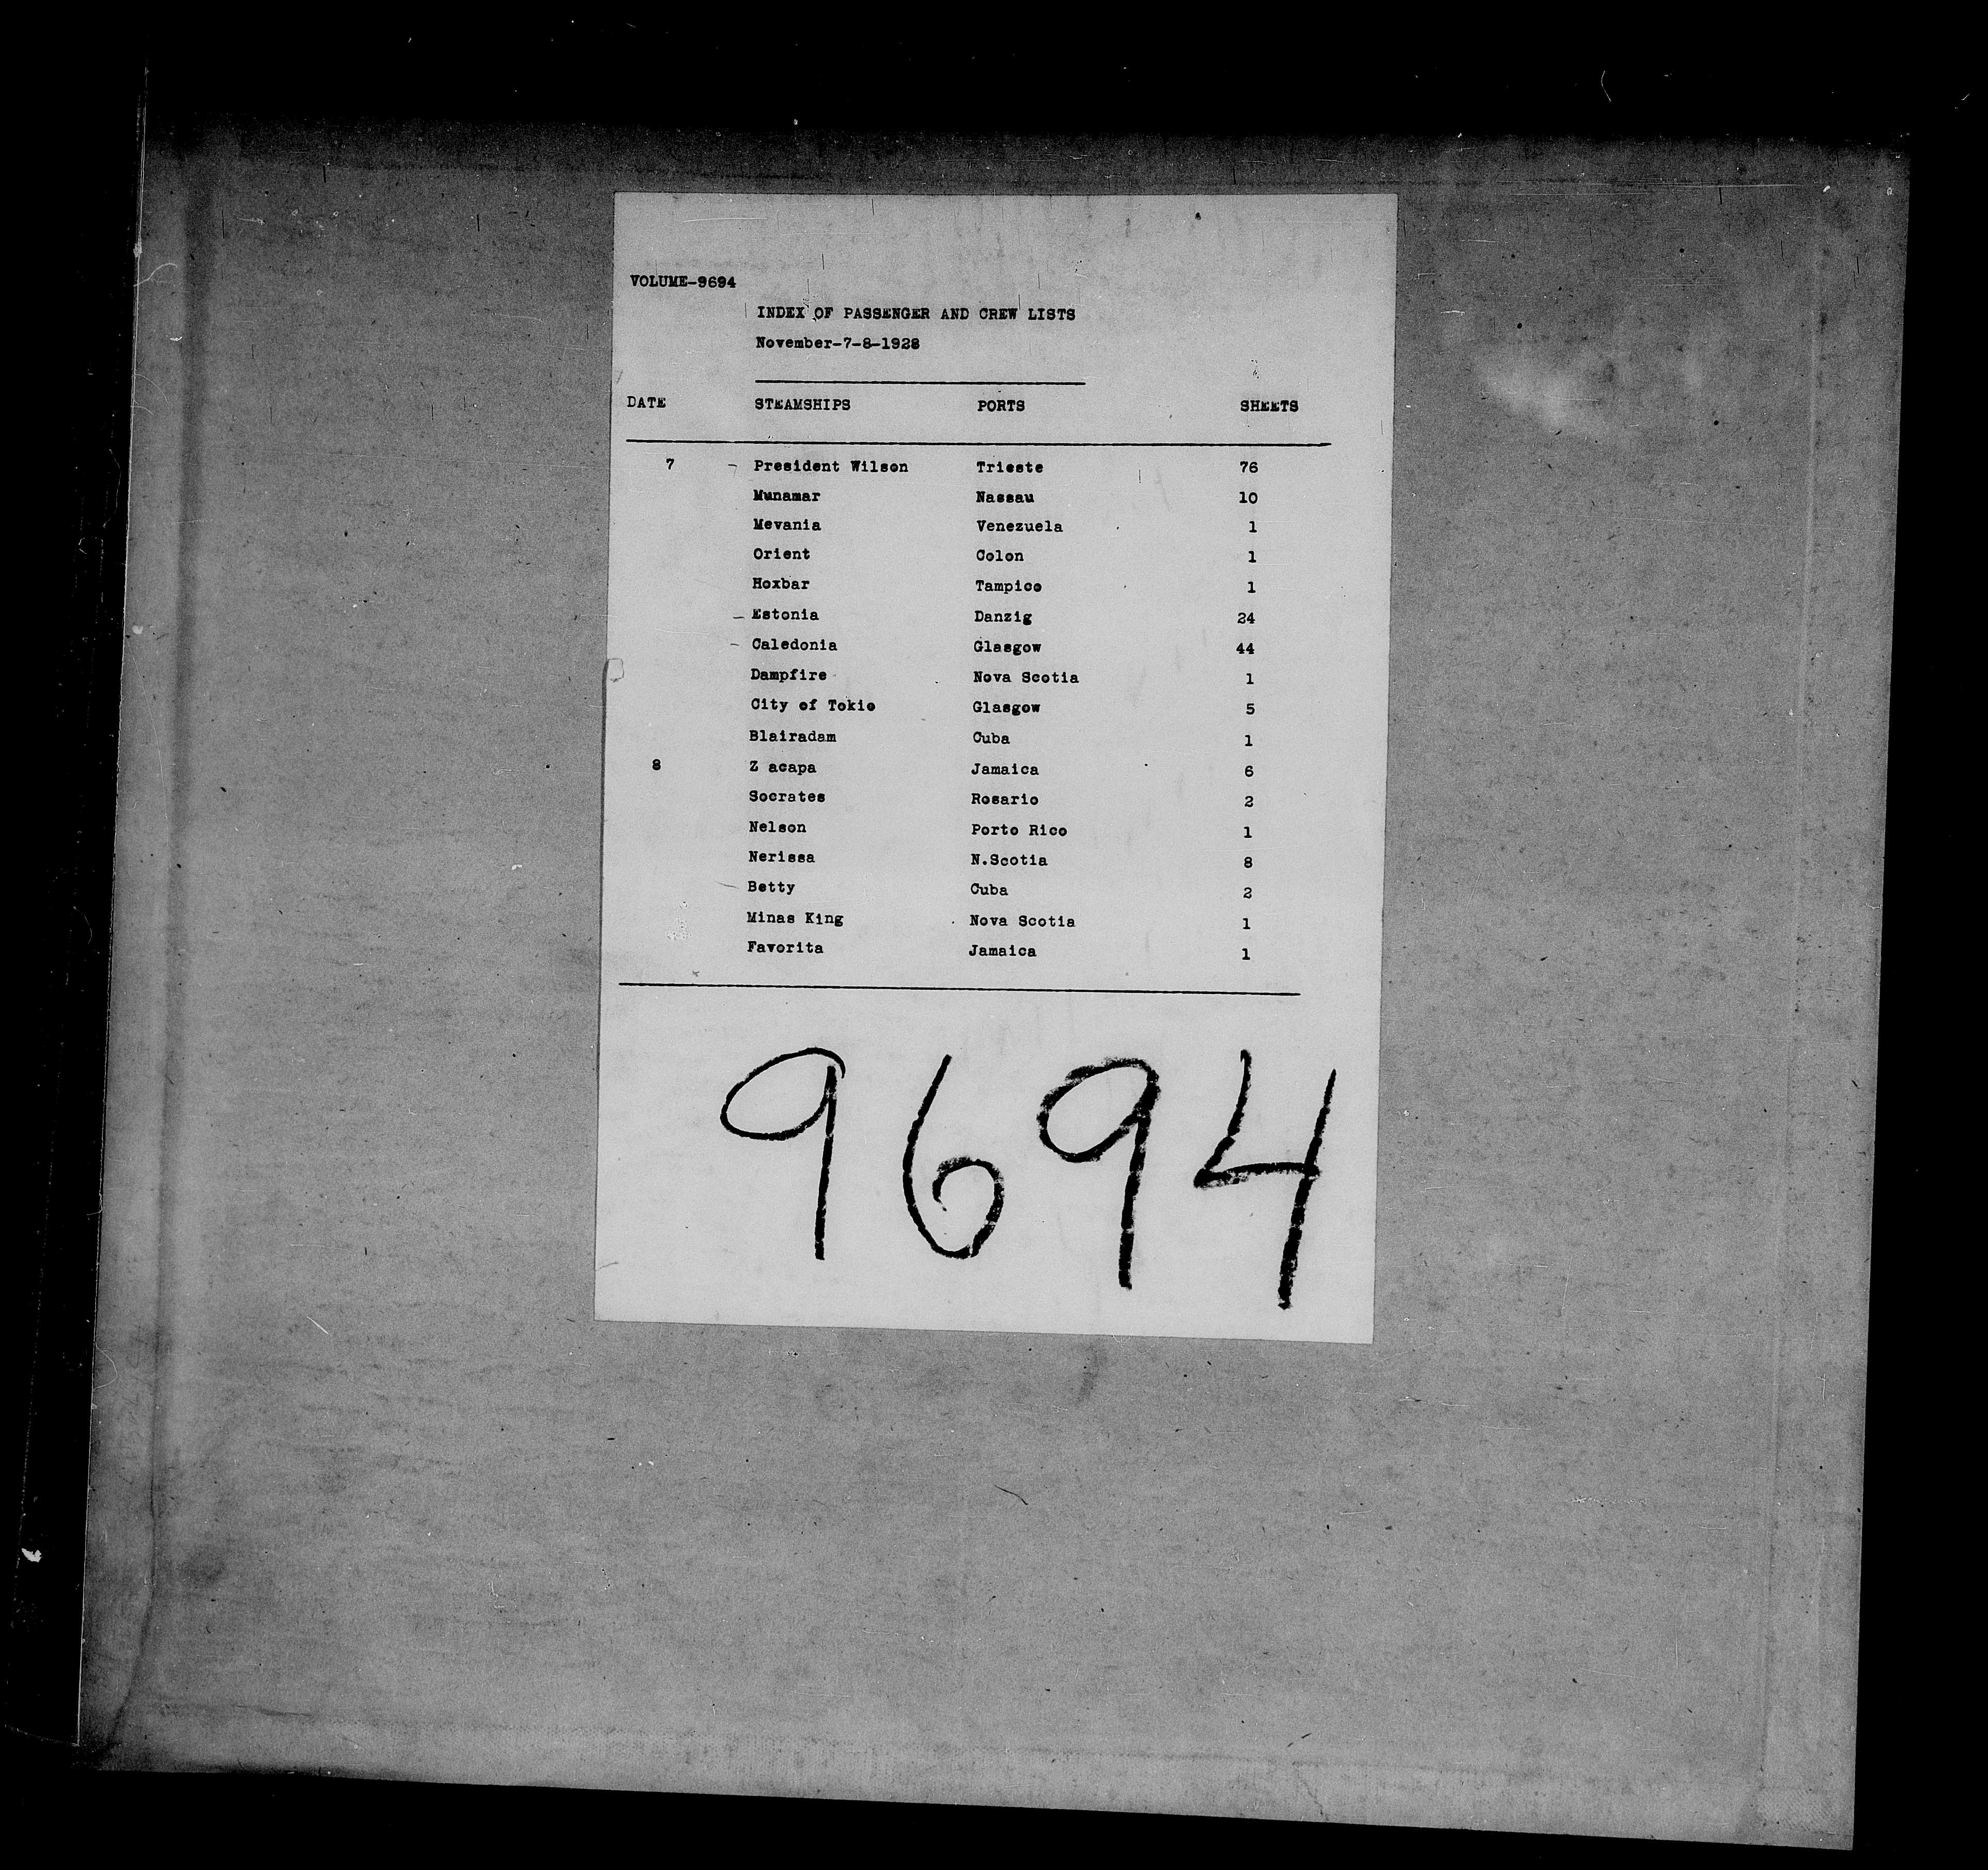 VOLUME-9694
INDEX OF PASSENGER AND CREW LISTS
November-7-8-1928
DATE STEAMSHIPS PORTS SHEETS
7 - President Wilson Trieste 76
Munamar Nassau 10
Mevania Venezuela 1
Orient Colon 1
Hoxbar Tampico 1
- Estonia Danzig 24
- Caledonia Glasgow 44
Dampfire Nova Scotia 1
City of Tokio Glasgow 5
Blairadam Cuba 1
8 Z acapa Jamaica 6
Socrates Rosario 2
Nelson Porto Rico 1
Nerissa N.Scotia 8
- Betty Cuba 2
Minas King Nova Scotia 1
Favorita Jamaica 1
9694